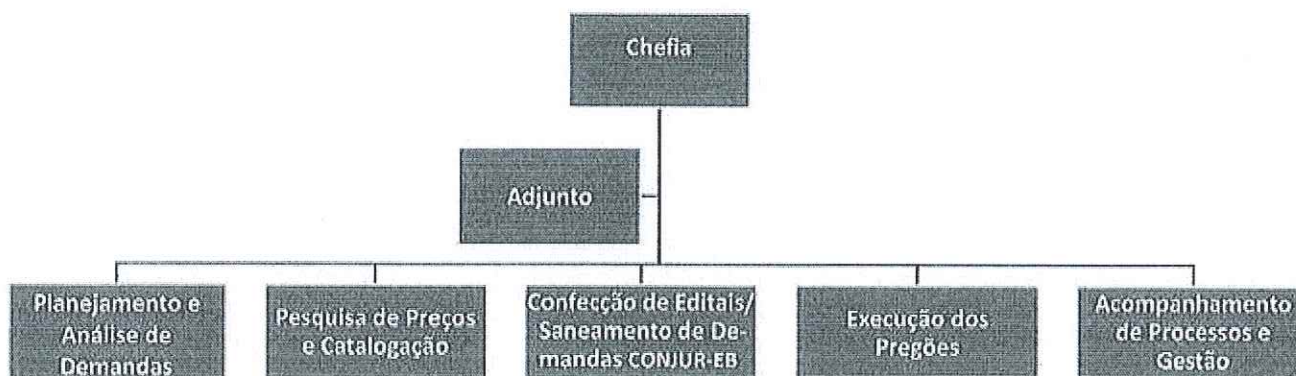 Chefia
Adjunto
Planejamento e
Análise de
Demandas
Pesquisa de Preços
e Catalogação
Confecção de Editais/
Saneamento de De-
mandas CONJUR-EB
Execução dos
Pregões
Acompanhamento
de Processos e
Gestão